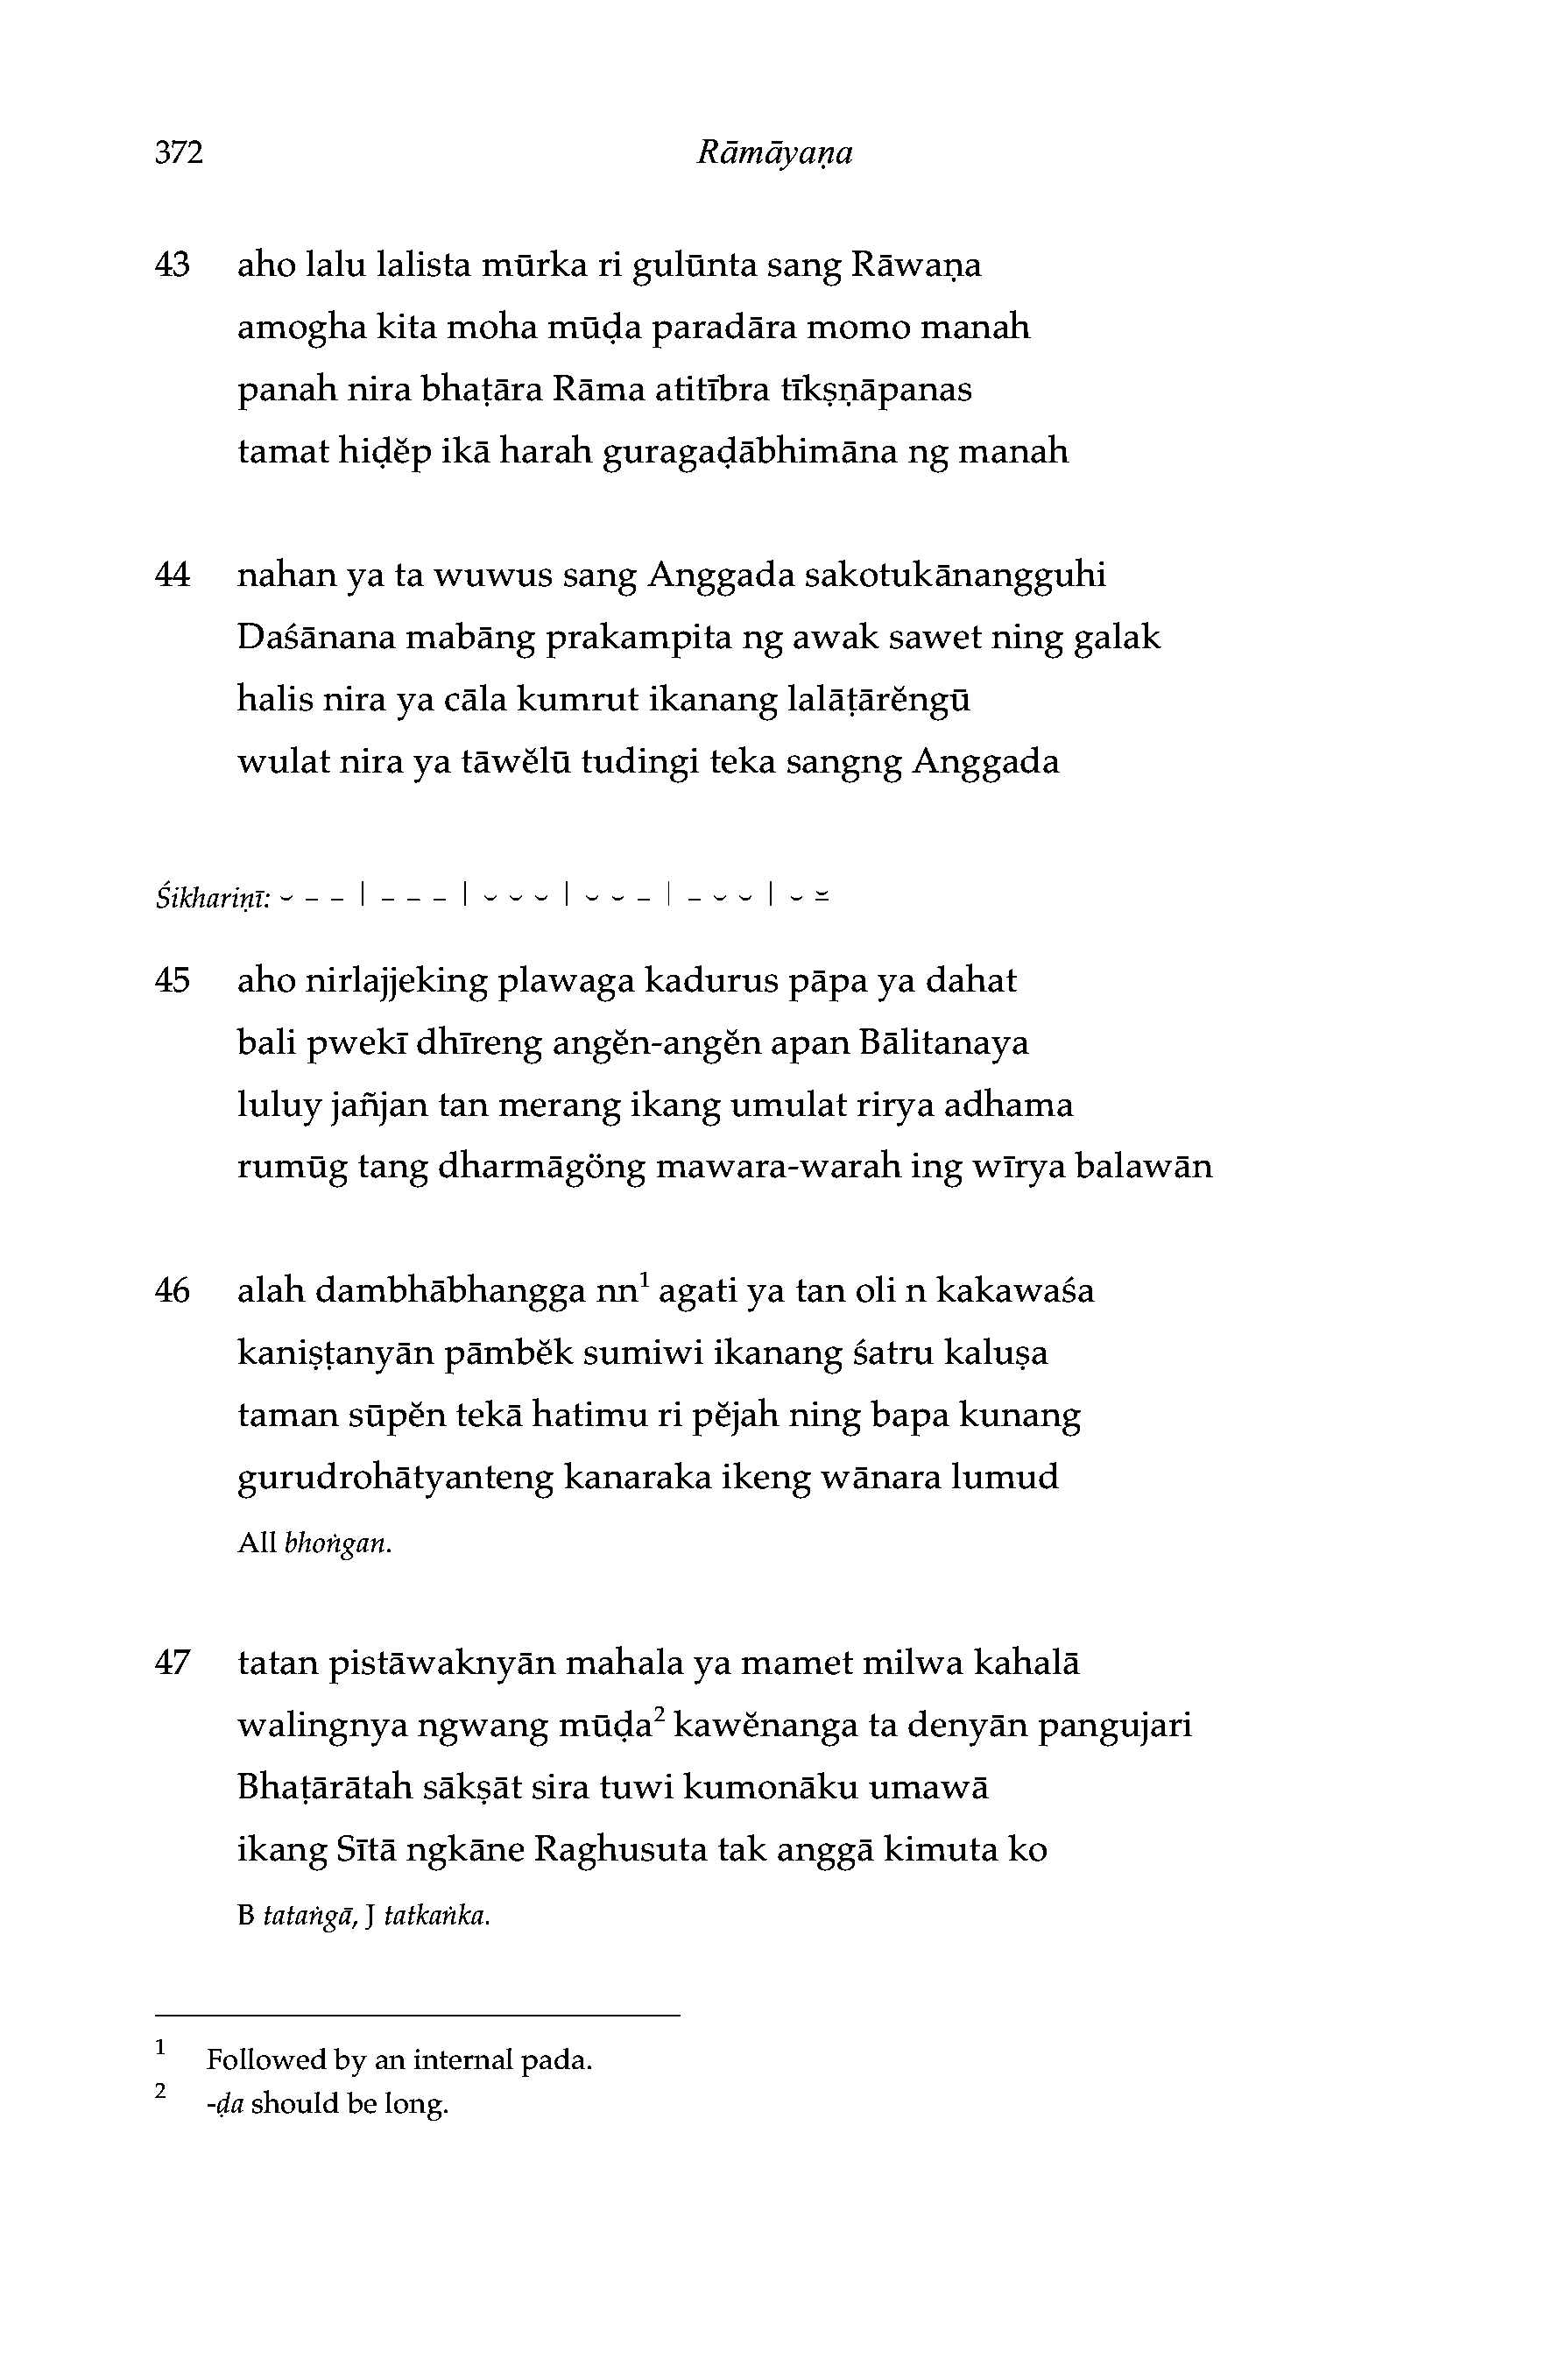 372 Rāmāyaṇa
43 aho lalu lalista mūrka ri gulūnta sang Rāwaṇa
amogha kita moha mūḍa paradāra momo manah
panah nira bhaṭāra Rāma atitībra tīkṣṇāpanas
tamat hiḍĕp ikā harah guragaḍābhimāna ng manah
44 nahan ya ta wuwus sang Anggada sakotukānangguhi
Daśānana mabāng prakampita ng awak sawet ning galak
halis nira ya cāla kumrut ikanang lalāṭārĕngū
wulat nira ya tāwĕlū tudingi teka sangng Anggada
Śikhariṇī: ⏑ – – | – – – | ⏑ ⏑ ⏑ | ⏑ ⏑ – | – ⏑ ⏑ | ⏑ ⏓
45 aho nirlajjeking plawaga kadurus pāpa ya dahat
bali pwekī dhīreng angĕn-angĕn apan Bālitanaya
luluy jañjan tan merang ikang umulat rirya adhama
rumūg tang dharmāgöng mawara-warah ing wīrya balawān
46 alah dambhābhangga nn¹ agati ya tan oli n kakawaśa
kaniṣṭanyān pāmbĕk sumiwi ikanang śatru kaluṣa
taman sūpĕn tekā hatimu ri pĕjah ning bapa kunang
gurudrohātyanteng kanaraka ikeng wānara lumud
All bhoṅgan.
47 tatan pistāwaknyān mahala ya mamet milwa kahalā
walingnya ngwang mūḍa² kawĕnanga ta denyān pangujari
Bhaṭārātah sākṣāt sira tuwi kumonāku umawā
ikang Sītā ngkāne Raghusuta tak anggā kimuta ko
B tataṅgā, J tatkaṅka.
1 Followed by an internal pada.
2 -ḍa should be long.